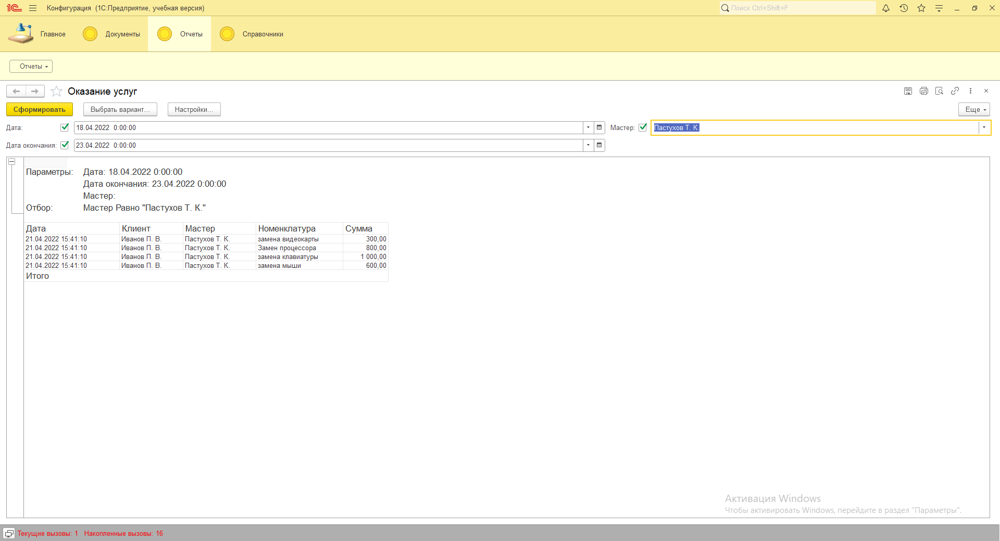 1С Конфигурация (1С:Предприятие, учебная версия) Поиск Ctrl+Shift+F
Главное Документы Отчеты Справочники
Отчеты
Оказание услуг
Сформировать Выбрать вариант... Настройки... Еще
Дата: 18.04.2022 0:00:00 Мастер: Пастухов Т. К.
Дата окончания: 23.04.2022 0:00:00
Параметры: Дата: 18.04.2022 0:00:00
Дата окончания: 23.04.2022 0:00:00
Мастер:
Отбор: Мастер Равно "Пастухов Т. К."
Дата Клиент Мастер Номенклатура Сумма
21.04.2022 15:41:10 Иванов П. В. Пастухов Т. К. замена видеокарты 300,00
21.04.2022 15:41:10 Иванов П. В. Пастухов Т. К. Замен процессора 800,00
21.04.2022 15:41:10 Иванов П. В. Пастухов Т. К. замена клавиатуры 1 000,00
21.04.2022 15:41:10 Иванов П. В. Пастухов Т. К. замена мыши 600,00
Итого
Активация Windows
Чтобы активировать Windows, перейдите в раздел "Параметры".
Текущие вызовы: 1 Накопленные вызовы: 16